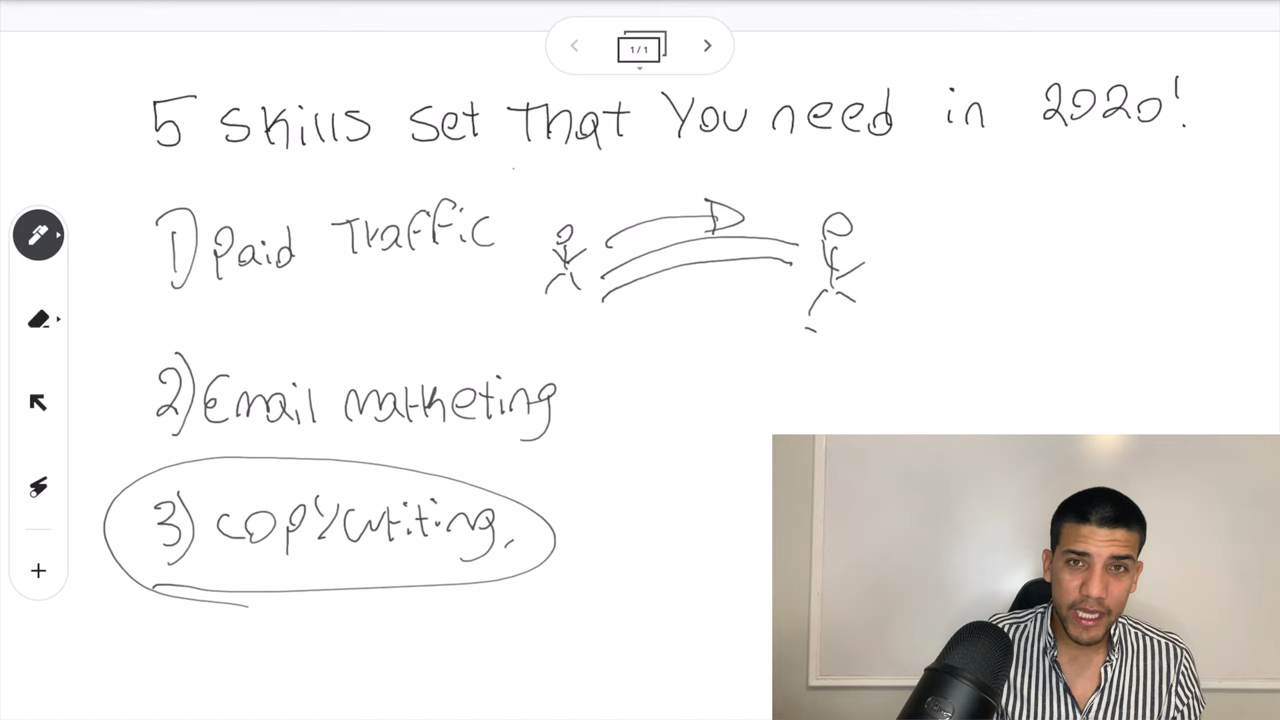 1/1
5 skills set that you need in 2020!
1) Paid Traffic
2) Email marketing
3) copywriting.